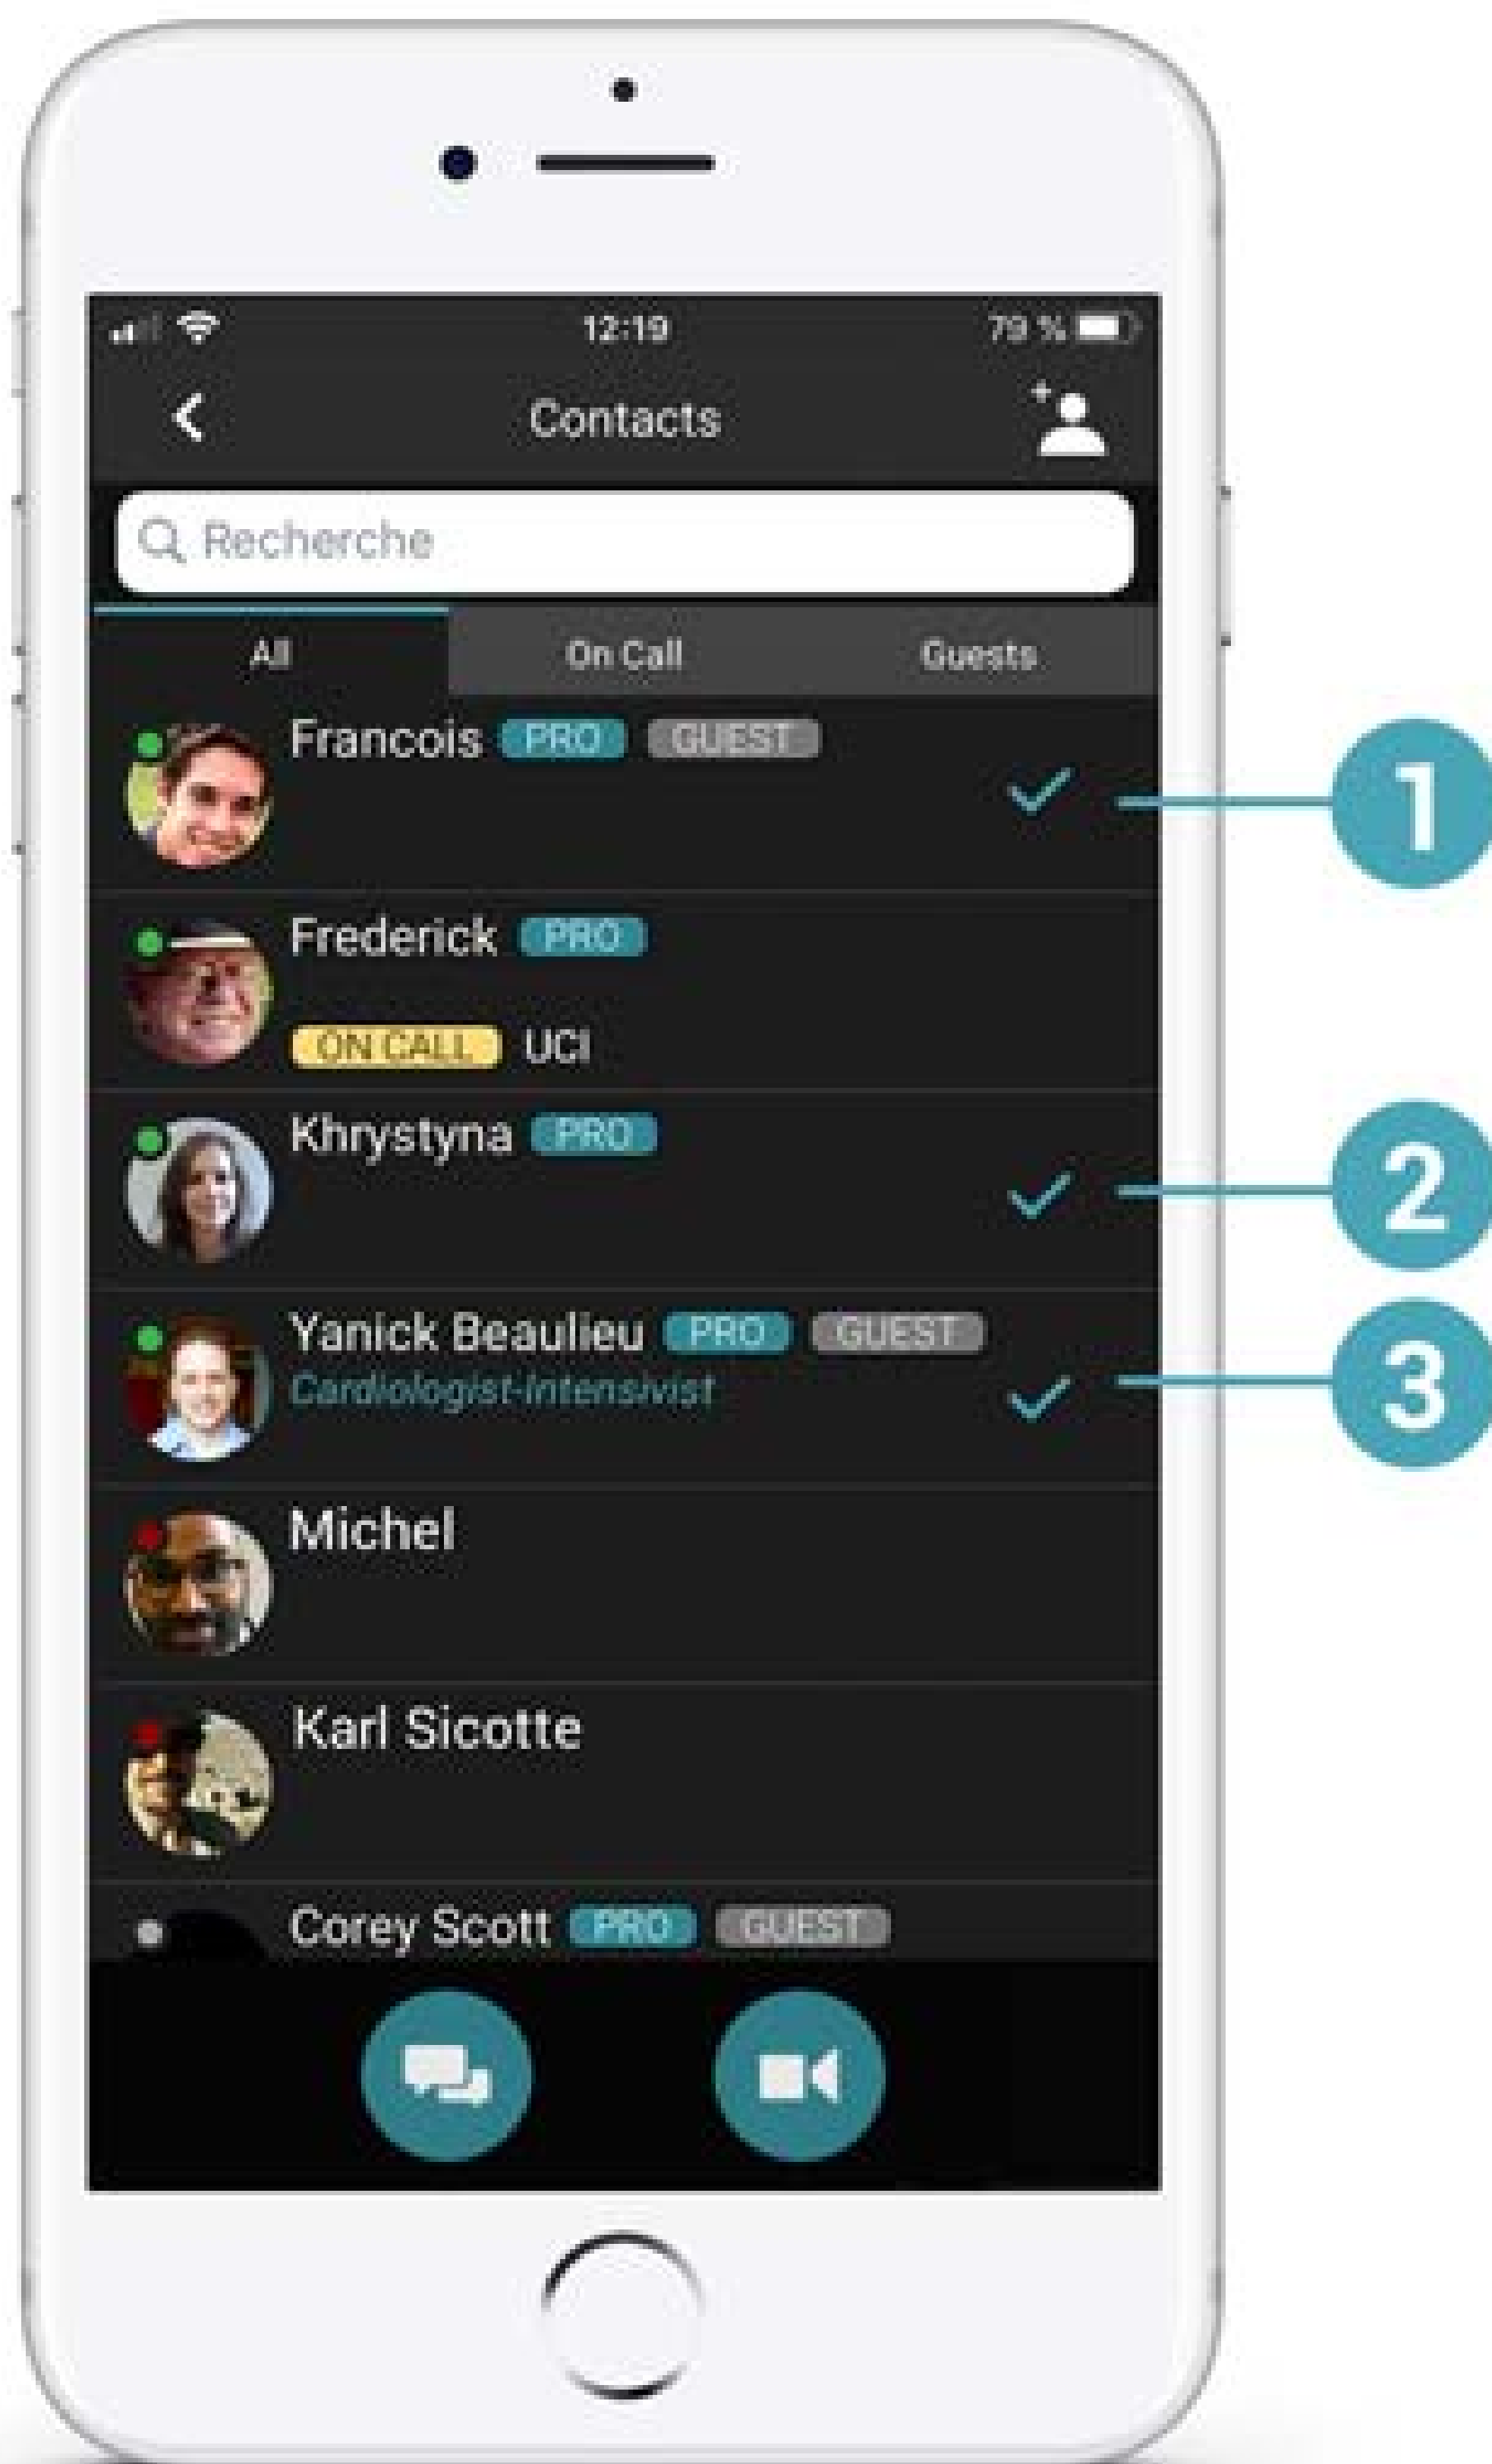 12:19 79 %
Contacts
Recherche
All On Call Guests
Francois PRO GUEST
1
Frederick PRO
ON CALL UCI
Khrystyna PRO
2
Yanick Beaulieu PRO GUEST
Cardiologist-intensivist
3
Michel
Karl Sicotte
Corey Scott PRO GUEST